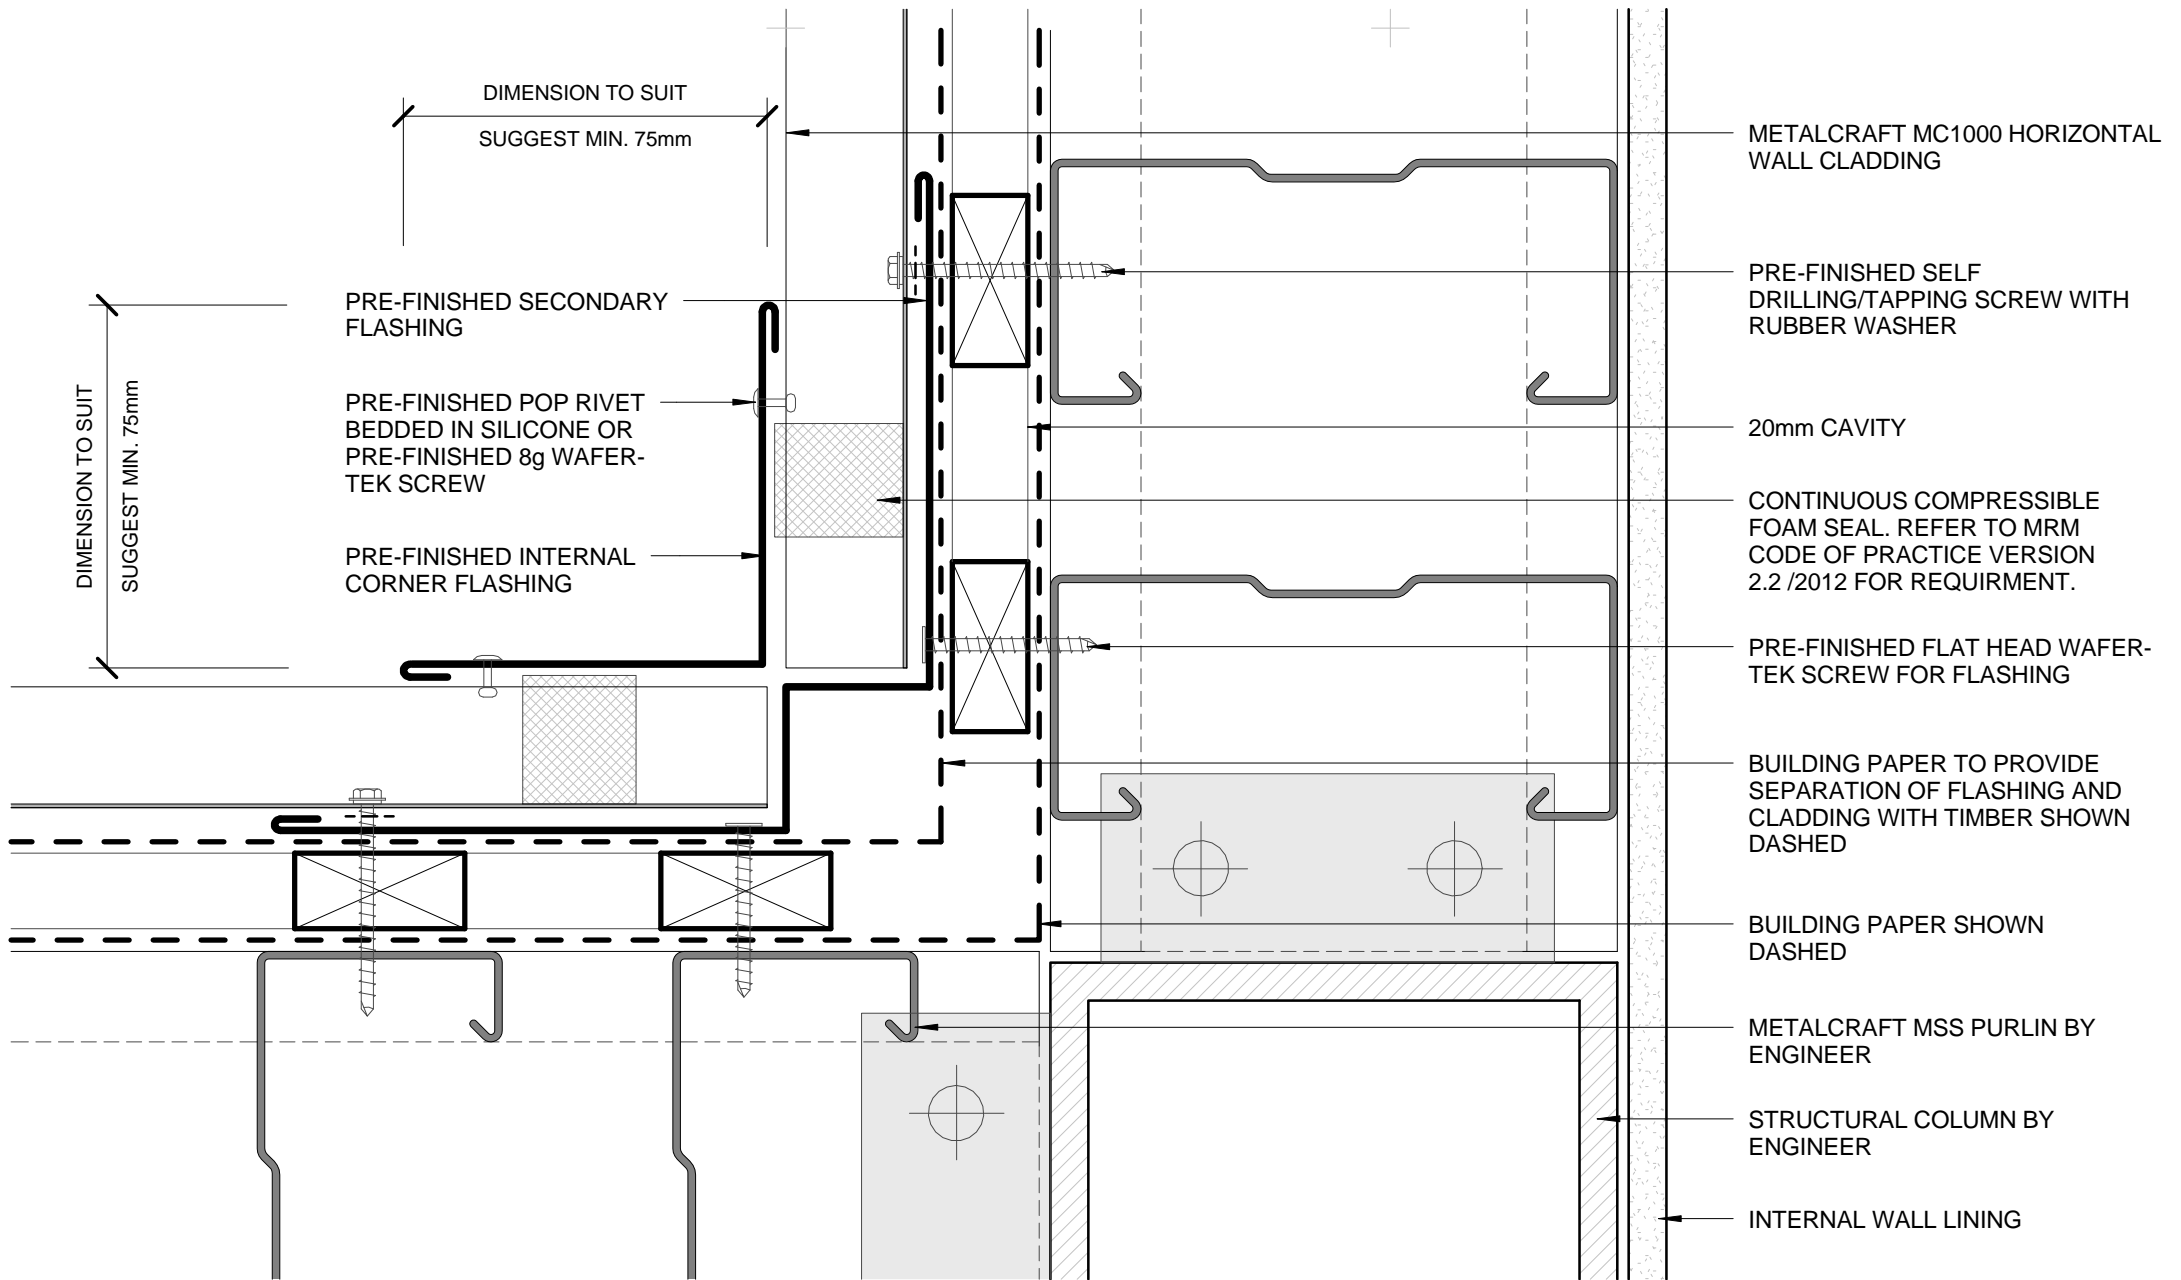 DIMENSION TO SUIT
SUGGEST MIN. 75mm
PRE-FINISHED SECONDARY
FLASHING
PRE-FINISHED POP RIVET
BEDDED IN SILICONE OR
PRE-FINISHED 8g WAFER-
TEK SCREW
PRE-FINISHED INTERNAL
CORNER FLASHING
DIMENSION TO SUIT
SUGGEST MIN. 75mm
METALCRAFT MC1000 HORIZONTAL
WALL CLADDING
PRE-FINISHED SELF
DRILLING/TAPPING SCREW WITH
RUBBER WASHER
20mm CAVITY
CONTINUOUS COMPRESSIBLE
FOAM SEAL. REFER TO MRM
CODE OF PRACTICE VERSION
2.2 /2012 FOR REQUIRMENT.
PRE-FINISHED FLAT HEAD WAFER-
TEK SCREW FOR FLASHING
BUILDING PAPER TO PROVIDE
SEPARATION OF FLASHING AND
CLADDING WITH TIMBER SHOWN
DASHED
BUILDING PAPER SHOWN
DASHED
METALCRAFT MSS PURLIN BY
ENGINEER
STRUCTURAL COLUMN BY
ENGINEER
INTERNAL WALL LINING